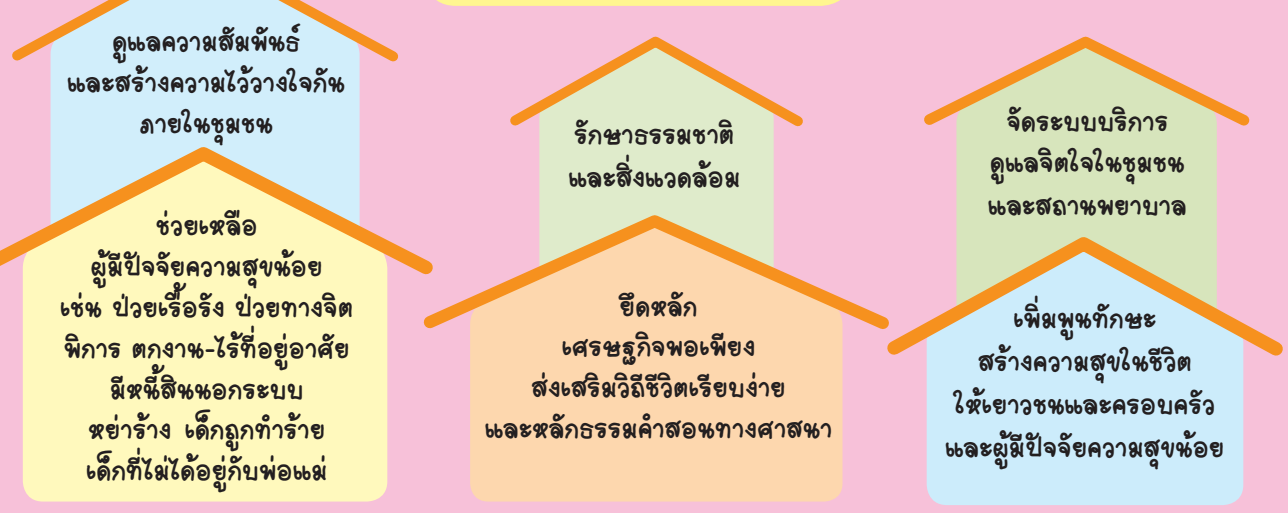 ดูแลความสัมพันธ์
และสร้างความไว้วางใจกัน
ภายในชุมชน
ช่วยเหลือ
ผู้มีปัจจัยความสุขน้อย
เช่น ป่วยเรื้อรัง ป่วยทางจิต
พิการ ตกงาน-ไร้ที่อยู่อาศัย
มีหนี้สินนอกระบบ
หย่าร้าง เด็กถูกทำร้าย
เด็กที่ไม่ได้อยู่กับพ่อแม่
รักษาธรรมชาติ
และสิ่งแวดล้อม
ยึดหลัก
เศรษฐกิจพอเพียง
ส่งเสริมวิถีชีวิตเรียบง่าย
และหลักธรรมคำสอนทางศาสนา
จัดระบบบริการ
ดูแลจิตใจในชุมชน
และสถานพยาบาล
เพิ่มพูนทักษะ
สร้างความสุขในชีวิต
ให้เยาวชนและครอบครัว
และผู้มีปัจจัยความสุขน้อย